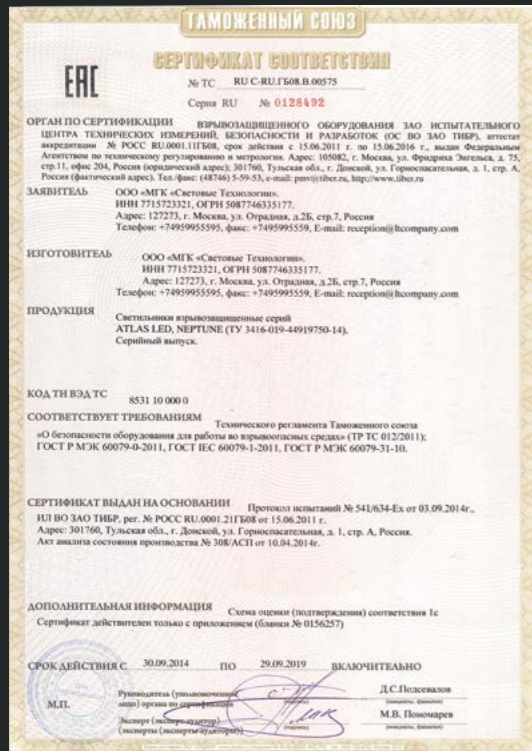 ТАМОЖЕННЫЙ СОЮЗ
СЕРТИФИКАТ СООТВЕТСТВИЯ
ЕАС
№ ТС RU C-RU.ГБ08.В.00575
Серия RU № 0128492
ОРГАН ПО СЕРТИФИКАЦИИ ВЗРЫВОЗАЩИЩЕННОГО ОБОРУДОВАНИЯ ЗАО ИСПЫТАТЕЛЬНОГО
ЦЕНТРА ТЕХНИЧЕСКИХ ИЗМЕРЕНИЙ, БЕЗОПАСНОСТИ И РАЗРАБОТОК (ОС ВО ЗАО ТИБР), аттестат
аккредитации № РОСС RU.0001.11ГБ08, срок действия с 15.06.2011 г. по 15.06.2016 г., выдан Федеральным
Агентством по техническому регулированию и метрологии. Адрес: 105082, г. Москва, ул. Фридриха Энгельса, д. 75,
стр.11, офис 204, Россия (юридический адрес); 301760, Тульская обл., г. Донской, ул. Горноспасательная, д. 1, стр. А,
Россия (фактический адрес). Тел./факс: (48746) 5-59-53, e-mail: pmv@tiber.ru, http://www.tiber.ru
ЗАЯВИТЕЛЬ ООО «МГК «Световые Технологии».
ИНН 7715723321, ОГРН 5087746335177.
Адрес: 127273, г. Москва, ул. Отрадная, д.2Б, стр.7, Россия
Телефон: +74959955595, факс: +74959955559, E-mail: reception@ltcompany.com
ИЗГОТОВИТЕЛЬ ООО «МГК «Световые Технологии».
ИНН 7715723321, ОГРН 5087746335177.
Адрес: 127273, г. Москва, ул. Отрадная, д.2Б, стр.7, Россия
Телефон: +74959955595, факс: +74959955559, E-mail: reception@ltcompany.com
ПРОДУКЦИЯ Светильники взрывозащищенные серий
ATLAS LED, NEPTUNE (ТУ 3416-019-44919750-14).
Серийный выпуск.
КОД ТН ВЭД ТС 8531 10 000 0
СООТВЕТСТВУЕТ ТРЕБОВАНИЯМ Технического регламента Таможенного союза
«О безопасности оборудования для работы во взрывоопасных средах» (ТР ТС 012/2011);
ГОСТ Р МЭК 60079-0-2011, ГОСТ IEC 60079-1-2011, ГОСТ Р МЭК 60079-31-10.
СЕРТИФИКАТ ВЫДАН НА ОСНОВАНИИ Протокол испытаний № 541/634-Ех от 03.09.2014г.,
ИЛ ВО ЗАО ТИБР, рег. № РОСС RU.0001.21ГБ08 от 15.06.2011 г.
Адрес: 301760, Тульская обл., г. Донской, ул. Горноспасательная, д. 1, стр. А, Россия.
Акт анализа состояния производства № 308/АСП от 10.04.2014г.
ДОПОЛНИТЕЛЬНАЯ ИНФОРМАЦИЯ Схема оценки (подтверждения) соответствия 1с
Сертификат действителен только с приложением (бланки № 0156257)
СРОК ДЕЙСТВИЯ С 30.09.2014 ПО 29.09.2019 ВКЛЮЧИТЕЛЬНО
М.П.
Руководитель (уполномоченное
лицо) органа по сертификации
(подпись)
Д.С.Подсевалов
(инициалы, фамилия)
Эксперт (эксперт-аудитор)
(эксперты (эксперты-аудиторы))
(подпись)
М.В. Пономарев
(инициалы, фамилия)